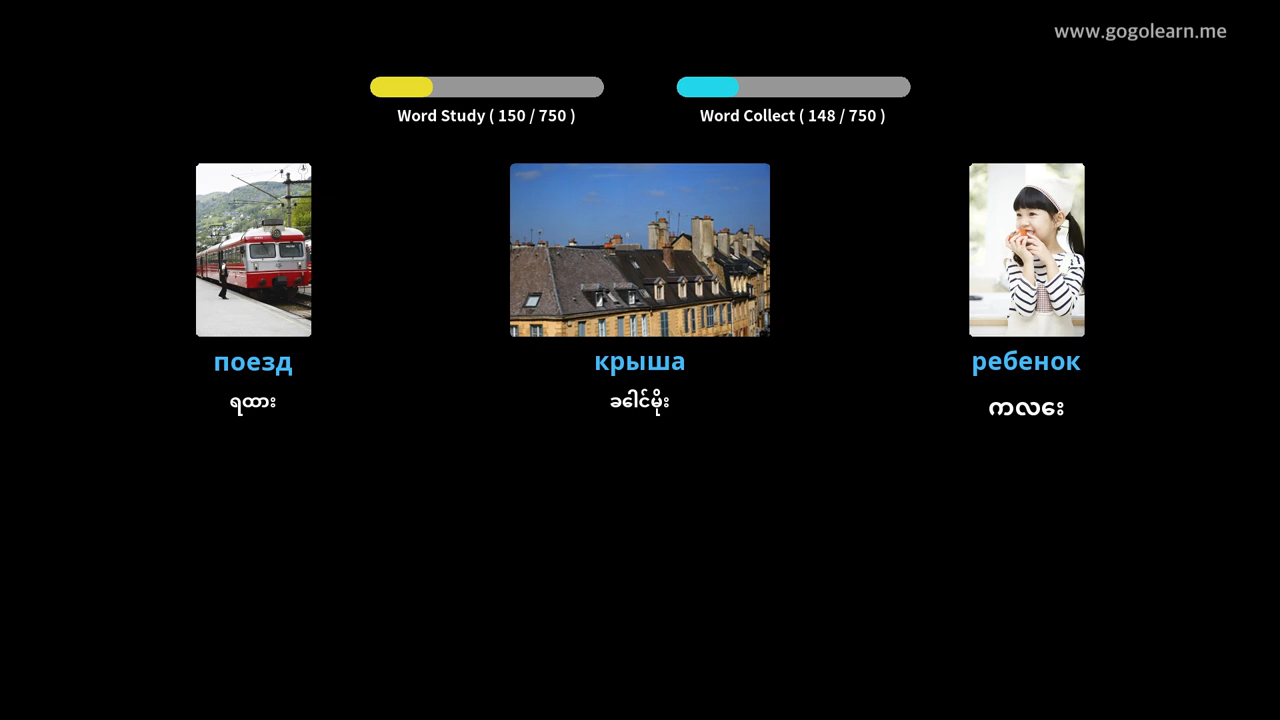 www.gogolearn.me
Word Study ( 150 / 750 )
Word Collect ( 148 / 750 )
поезд
крыша
ребенок
ရထား
ခေါင်မိုး
ကလေး